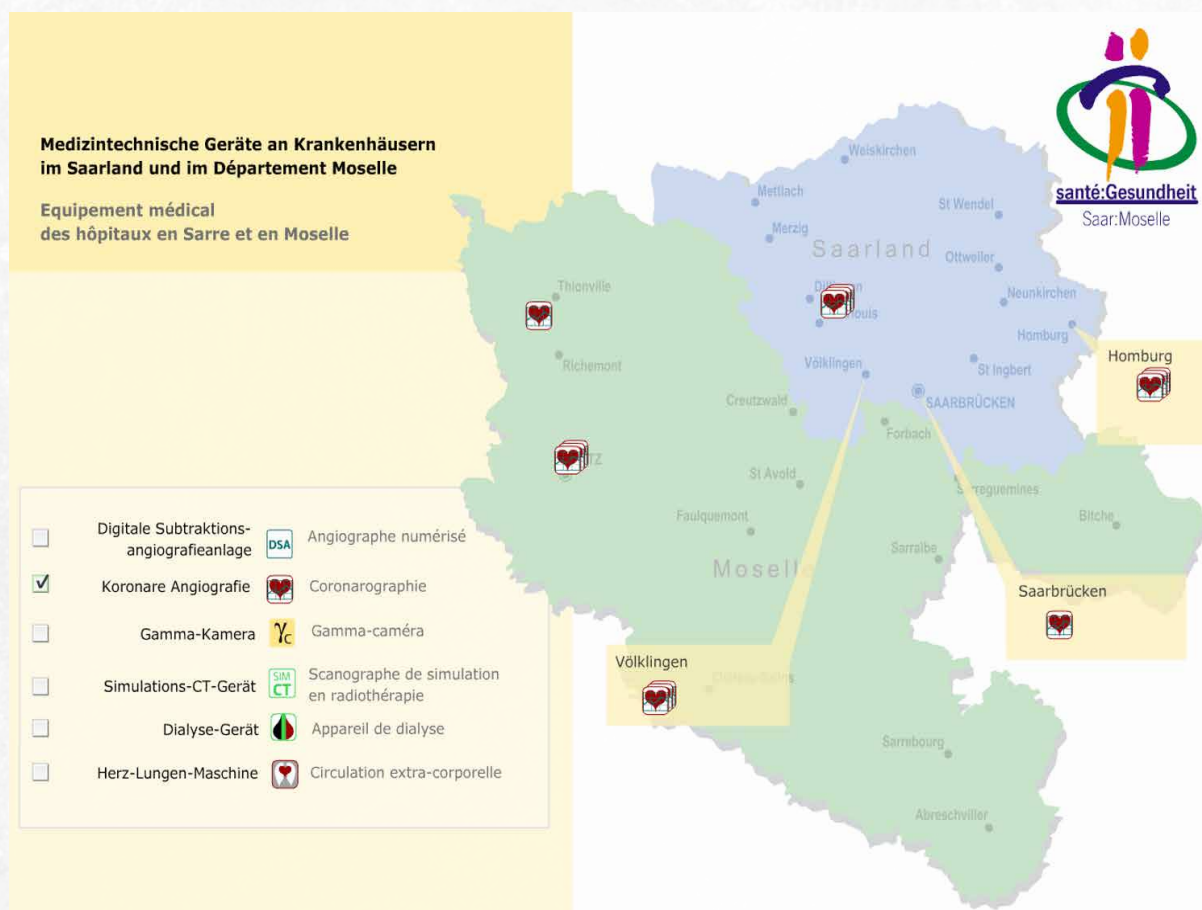 Medizintechnische Geräte an Krankenhäusern
im Saarland und im Département Moselle
Equipement médical
des hôpitaux en Sarre et en Moselle
santé:Gesundheit
Saar:Moselle
Weiskirchen
Mettlach
St Wendel
Merzig
Saarland
Ottweiler
Thionville
Neunkirchen
Homburg
Richemont
Völklingen
St Ingbert
Homburg
Creutzwald
SAARBRÜCKEN
Forbach
St Avold
Faulquemont
Bitche
Sarralbe
Moselle
Saarbrücken
Völklingen
Sarrebourg
Abreschviller
Digitale Subtraktions-
angiografieanlage
DSA
Angiographe numérisé
Koronare Angiografie
Coronarographie
Gamma-Kamera
γC
Gamma-caméra
Simulations-CT-Gerät
SIM
CT
Scanographe de simulation
en radiothérapie
Dialyse-Gerät
Appareil de dialyse
Herz-Lungen-Maschine
Circulation extra-corporelle